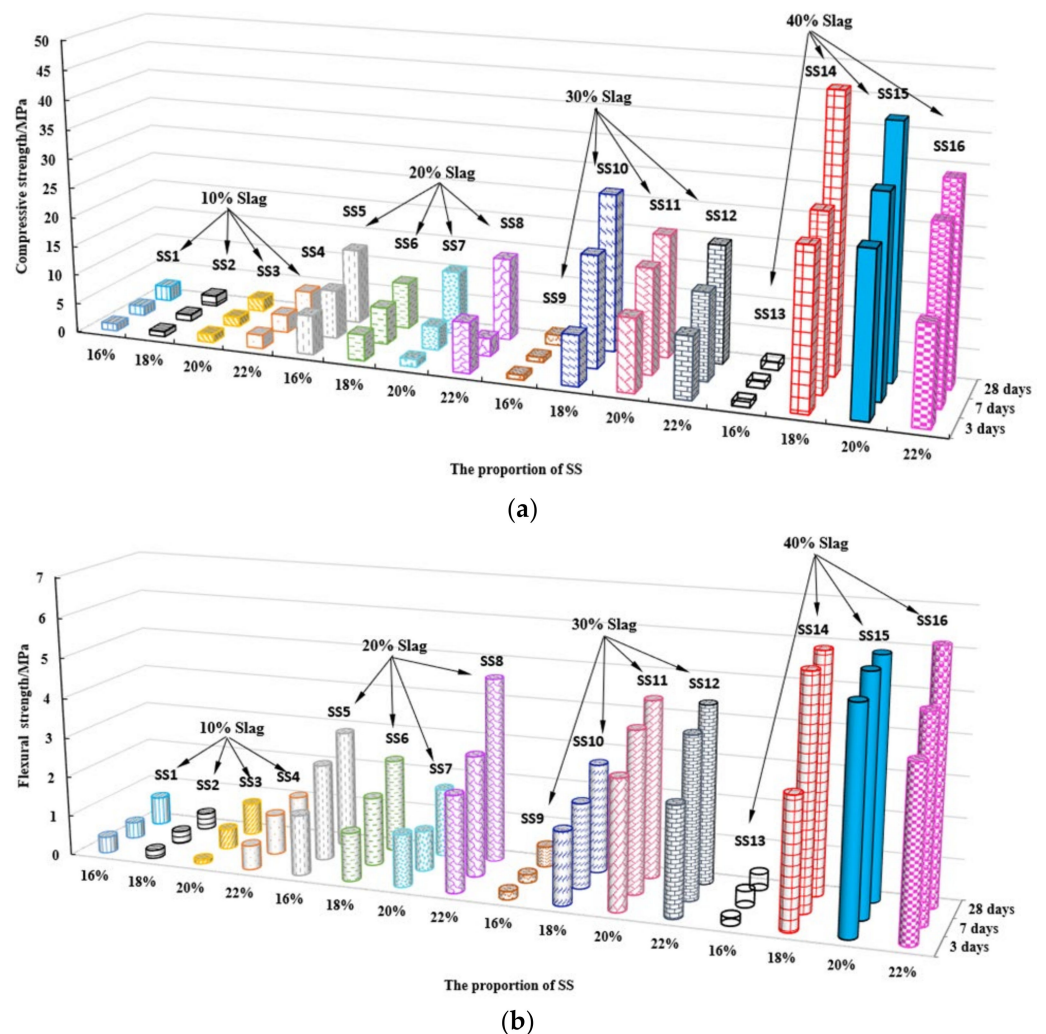 (a)
50
45
40
35
30
25
20
15
10
5
0
Compressive strength/MPa
10% Slag
20% Slag
30% Slag
40% Slag
SS1
SS2
SS3
SS4
SS5
SS6
SS7
SS8
SS9
SS10
SS11
SS12
SS13
SS14
SS15
SS16
16%
18%
20%
22%
16%
18%
20%
22%
16%
18%
20%
22%
16%
18%
20%
22%
28 days
7 days
3 days
The proportion of SS
(b)
7
6
5
4
3
2
1
0
Flexural strength/MPa
10% Slag
20% Slag
30% Slag
40% Slag
SS1
SS2
SS3
SS4
SS5
SS6
SS7
SS8
SS9
SS10
SS11
SS12
SS13
SS14
SS15
SS16
16%
18%
20%
22%
16%
18%
20%
22%
16%
18%
20%
22%
16%
18%
20%
22%
28 days
7 days
3 days
The proportion of SS